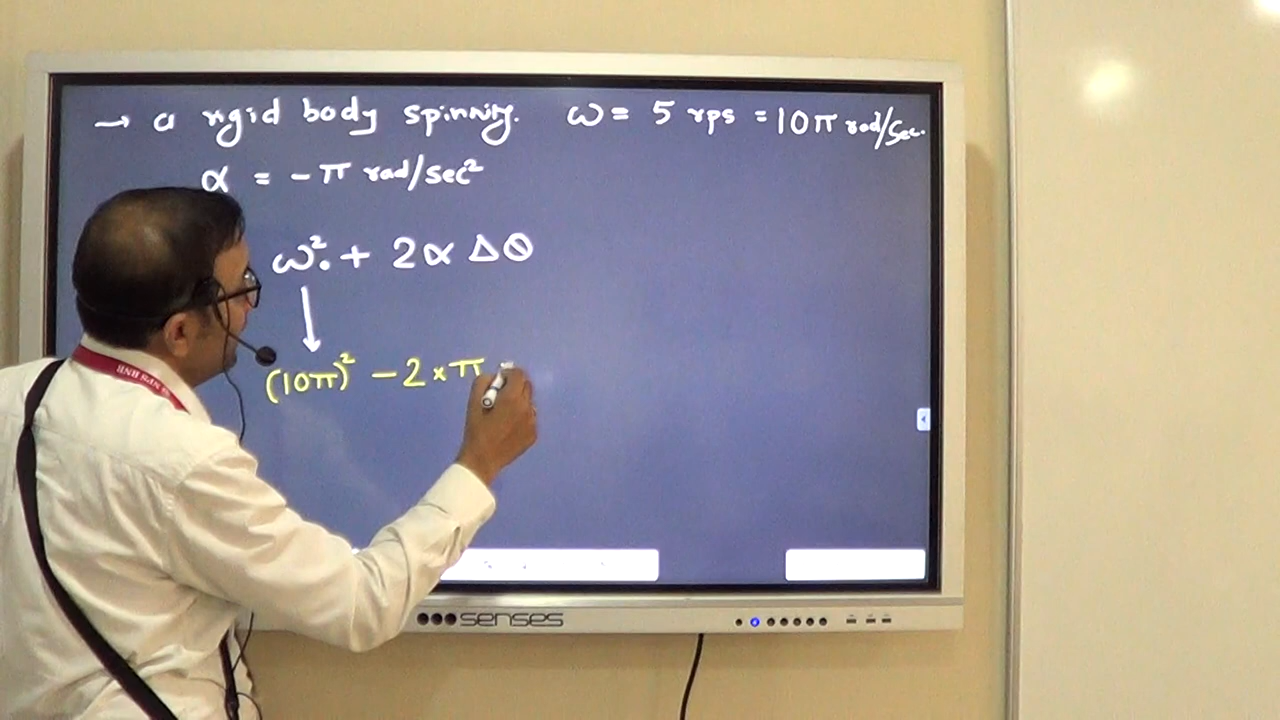 → a rigid body spinning. ω = 5 rps = 10π rad/sec.
α = -π rad/sec²
ω₀² + 2α Δθ
(10π)² - 2×π
senses